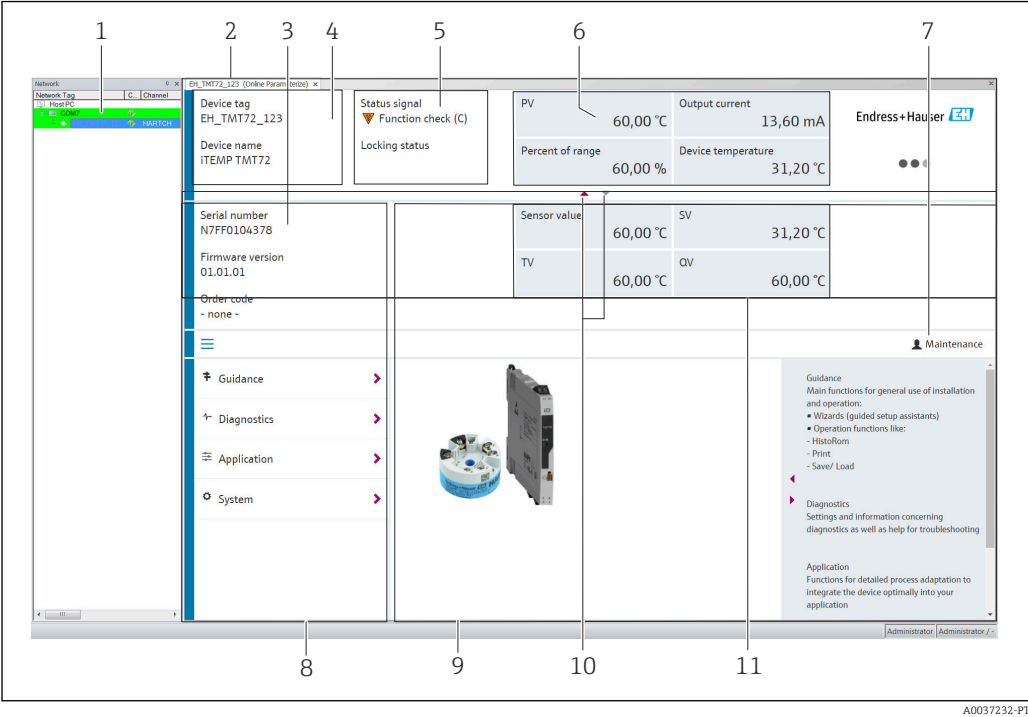 1 2 3 4 5 6 7
Network
Network Tag C... Channel
Host PC
COM7
HARTCH
EH_TMT72_123 (Online Parameterize) ×
Device tag
EH_TMT72_123
Device name
iTEMP TMT72
Status signal
Function check (C)
Locking status
PV
60,00 °C
Output current
13,60 mA
Percent of range
60,00 %
Device temperature
31,20 °C
Endress+Hauser EH
Serial number
N7FF0104378
Firmware version
01.01.01
Order code
- none -
Sensor value
60,00 °C
SV
31,20 °C
TV
60,00 °C
QV
60,00 °C
Maintenance
Guidance
Diagnostics
Application
System
Guidance
Main functions for general use of installation
and operation:
▪ Wizards (guided setup assistants)
▪ Operation functions like:
- HistoRom
- Print
- Save/ Load
Diagnostics
Settings and information concerning
diagnostics as well as help for troubleshooting
Application
Functions for detailed process adaptation to
integrate the device optimally into your
application
Administrator Administrator / -
8 9 10 11
A0037232-PT